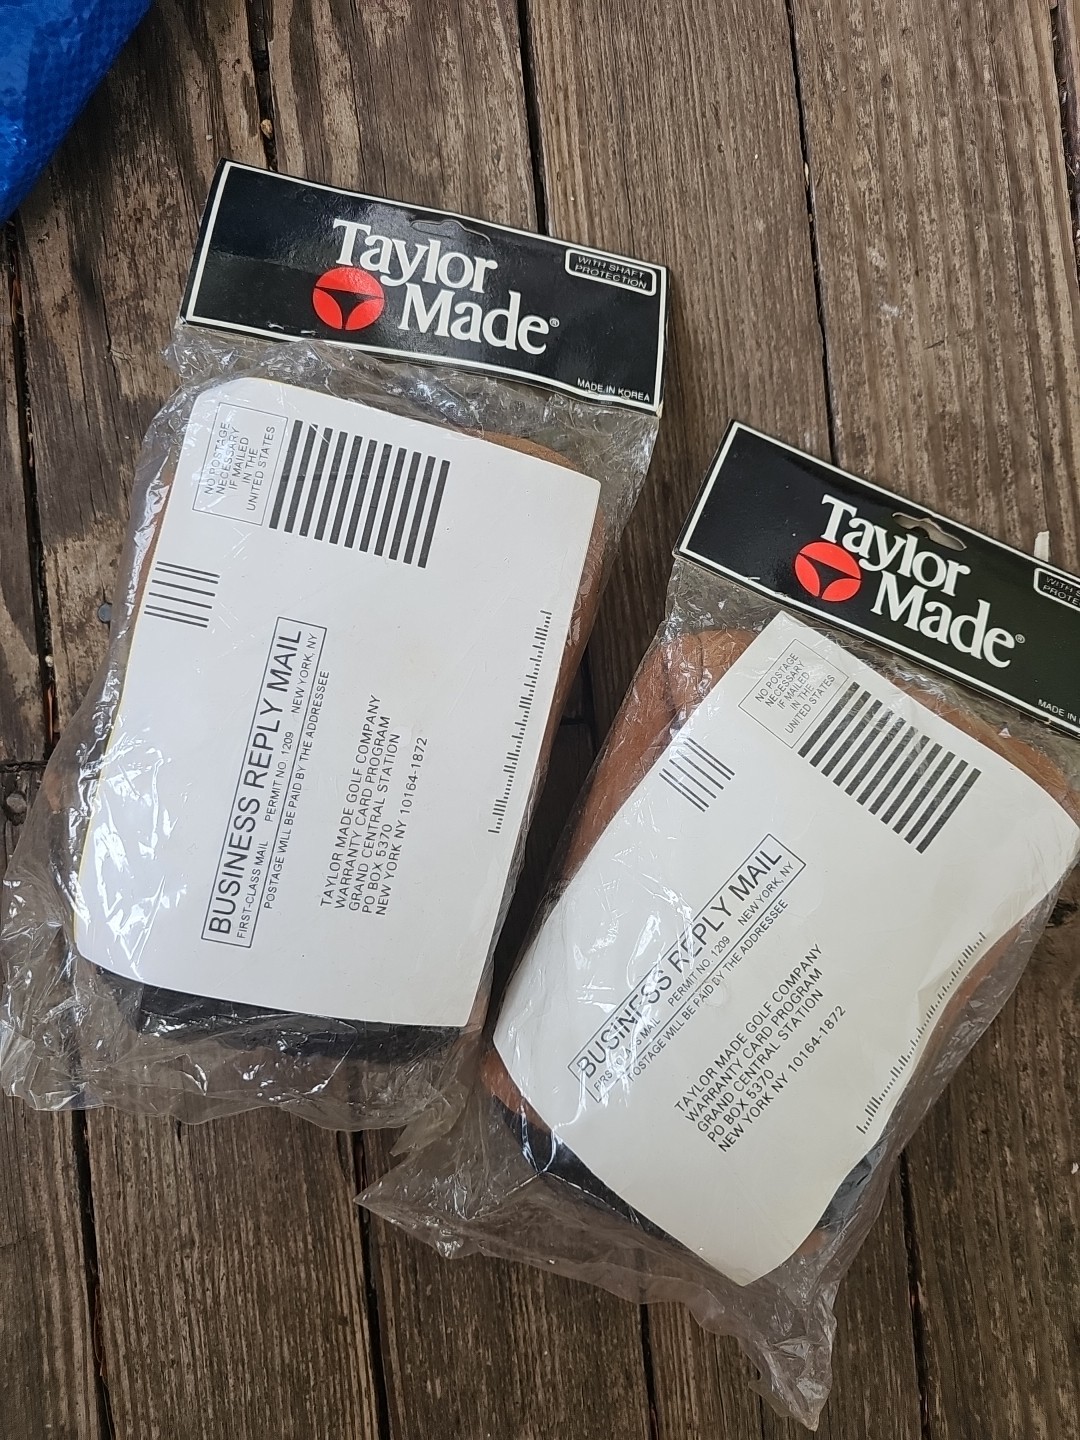 Taylor
Made®
WITH SHAFT
PROTECTION
MADE IN KOREA
NO POSTAGE
NECESSARY
IF MAILED
IN THE
UNITED STATES
BUSINESS REPLY MAIL
FIRST-CLASS MAIL PERMIT NO. 1209 NEW YORK, NY
POSTAGE WILL BE PAID BY THE ADDRESSEE
TAYLOR MADE GOLF COMPANY
WARRANTY CARD PROGRAM
GRAND CENTRAL STATION
PO BOX 5370
NEW YORK NY 10164-1872
Taylor
Made®
WITH
MADE IN
NO POSTAGE
NECESSARY
IF MAILED
IN THE
UNITED STATES
BUSINESS REPLY MAIL
MAIL PERMIT NO. 1209 NEW YORK, NY
POSTAGE WILL BE PAID BY THE ADDRESSEE
TAYLOR MADE GOLF COMPANY
WARRANTY CARD PROGRAM
GRAND CENTRAL STATION
PO BOX 5370
NEW YORK NY 10164-1872